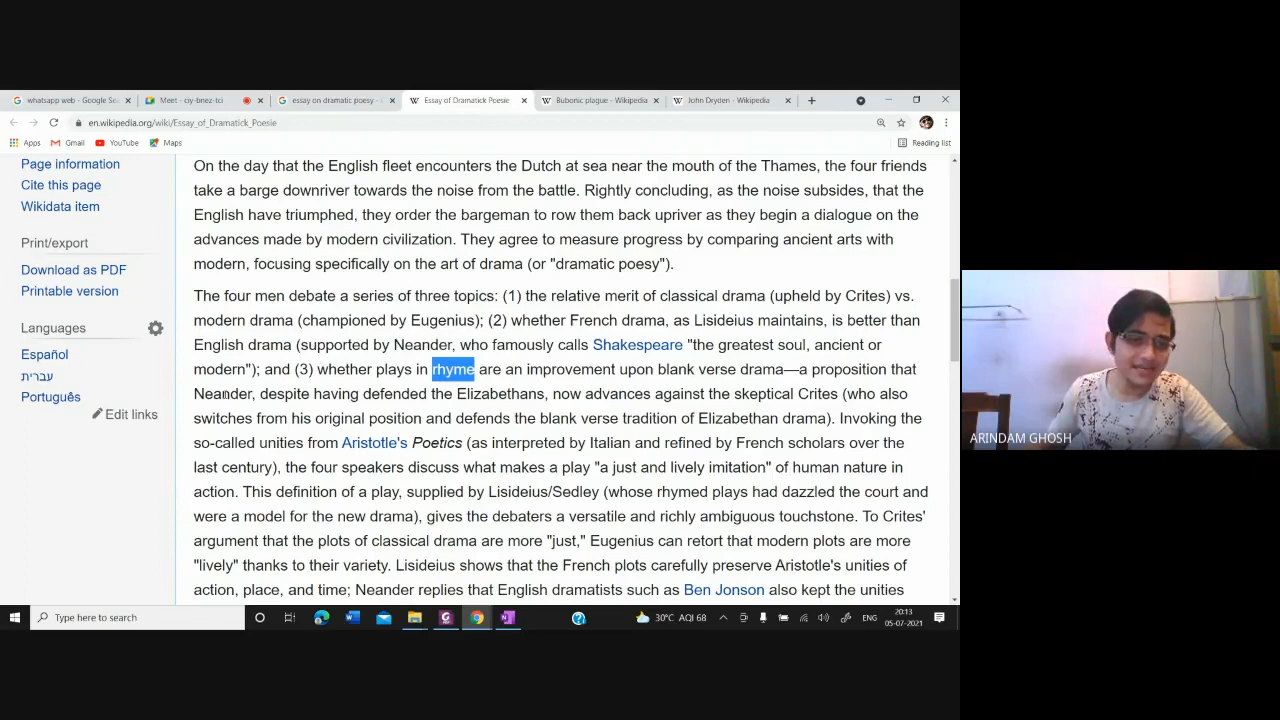 whatsapp web - Google Se
Meet - ciy-bnez-tci
essay on dramatic poesy - G
Essay of Dramatick Poesie - W
Bubonic plague - Wikipedia
John Dryden - Wikipedia
en.wikipedia.org/wiki/Essay_of_Dramatick_Poesie
Apps
Gmail
YouTube
Maps
Reading list
Page information
Cite this page
Wikidata item
Print/export
Download as PDF
Printable version
Languages
Español
עברית
Português
Edit links
On the day that the English fleet encounters the Dutch at sea near the mouth of the Thames, the four friends
take a barge downriver towards the noise from the battle. Rightly concluding, as the noise subsides, that the
English have triumphed, they order the bargeman to row them back upriver as they begin a dialogue on the
advances made by modern civilization. They agree to measure progress by comparing ancient arts with
modern, focusing specifically on the art of drama (or "dramatic poesy").
The four men debate a series of three topics: (1) the relative merit of classical drama (upheld by Crites) vs.
modern drama (championed by Eugenius); (2) whether French drama, as Lisideius maintains, is better than
English drama (supported by Neander, who famously calls Shakespeare "the greatest soul, ancient or
modern"); and (3) whether plays in rhyme are an improvement upon blank verse drama—a proposition that
Neander, despite having defended the Elizabethans, now advances against the skeptical Crites (who also
switches from his original position and defends the blank verse tradition of Elizabethan drama). Invoking the
so-called unities from Aristotle's Poetics (as interpreted by Italian and refined by French scholars over the
last century), the four speakers discuss what makes a play "a just and lively imitation" of human nature in
action. This definition of a play, supplied by Lisideius/Sedley (whose rhymed plays had dazzled the court and
were a model for the new drama), gives the debaters a versatile and richly ambiguous touchstone. To Crites'
argument that the plots of classical drama are more "just," Eugenius can retort that modern plots are more
"lively" thanks to their variety. Lisideius shows that the French plots carefully preserve Aristotle's unities of
action, place, and time; Neander replies that English dramatists such as Ben Jonson also kept the unities
ARINDAM GHOSH
Type here to search
30°C AQI 68
ENG
20:13
05-07-2021